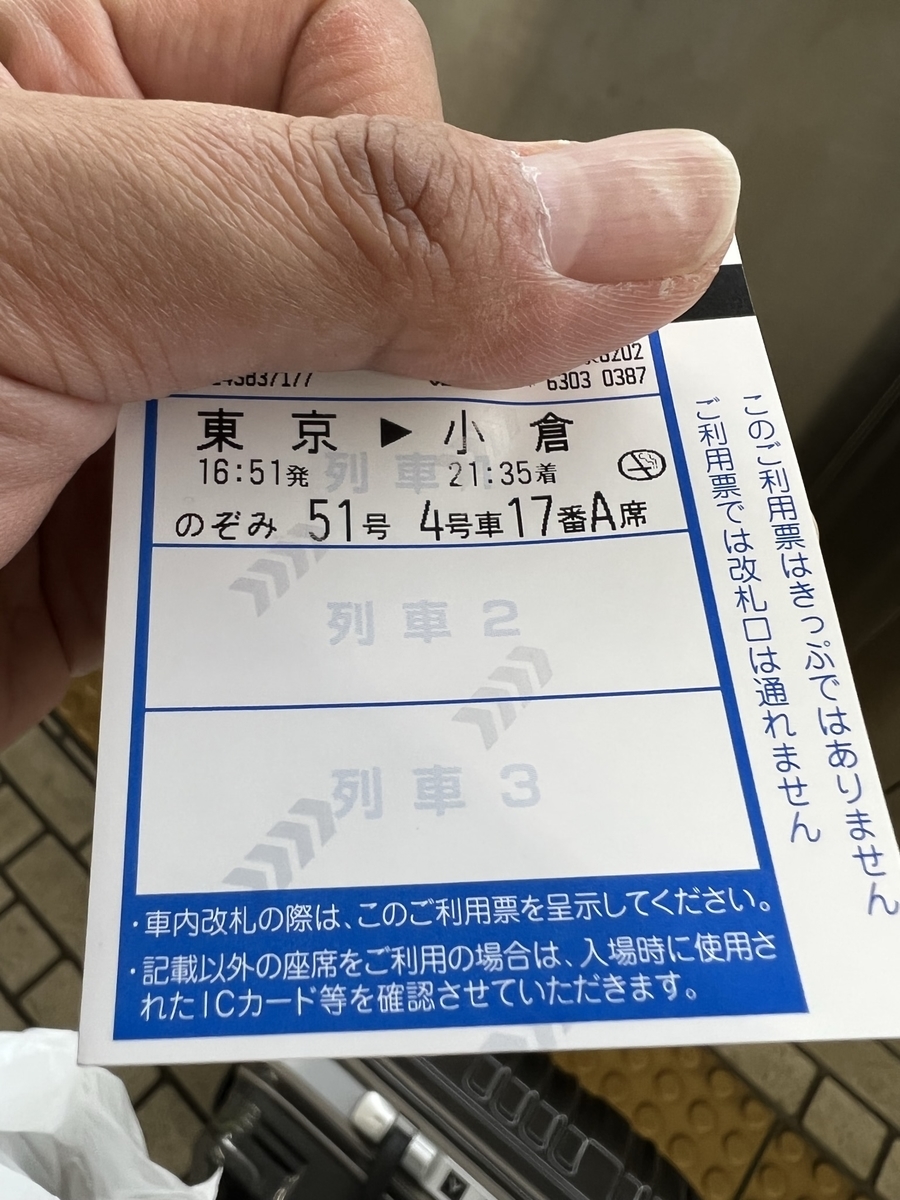 6303 0387
東京▶小倉
16:51発 21:35着
のぞみ 51号 4号車17番A席
列車2
列車3
・車内改札の際は、このご利用票を呈示してください。
・記載以外の座席をご利用の場合は、入場時に使用さ
れたICカード等を確認させていただきます。
このご利用票はきっぷではありません
ご利用票では改札口は通れません